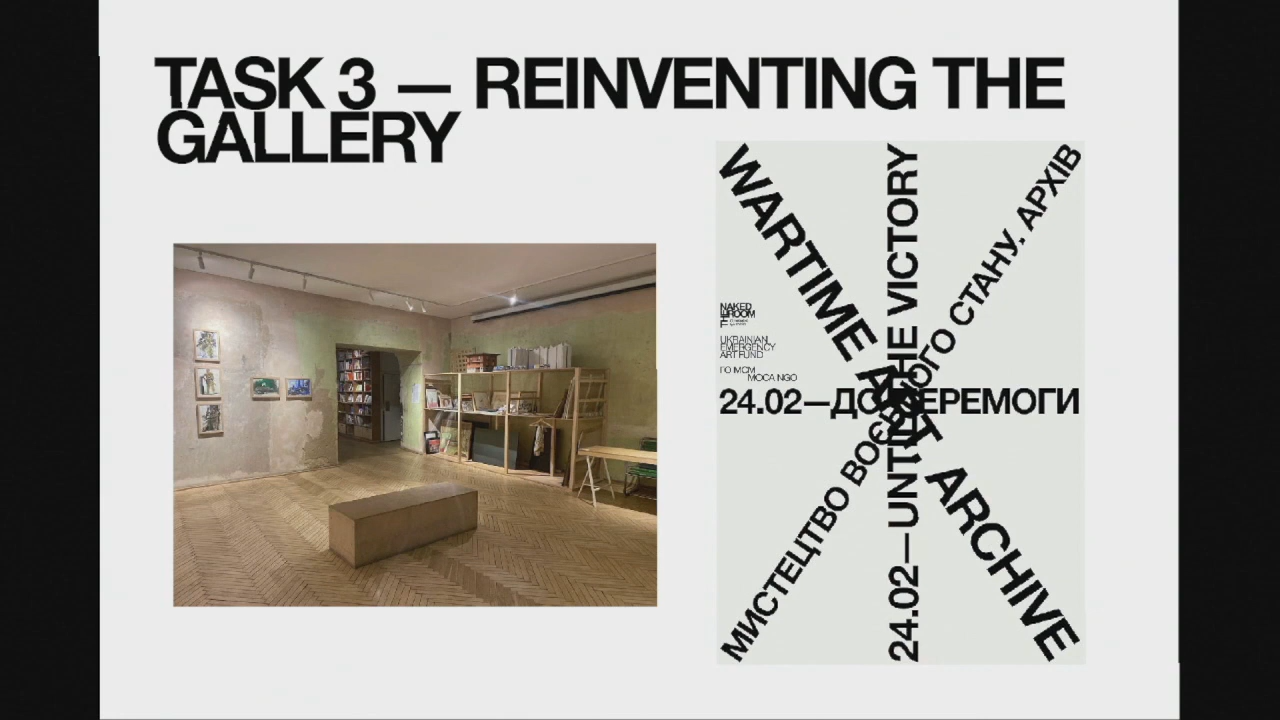 TASK 3 — REINVENTING THE
GALLERY
WARTIME ART ARCHIVE
24.02—UNTIL THE VICTORY
МИСТЕЦТВО ВОЄННОГО СТАНУ. АРХІВ
THE NAKED
ROOM
UKRAINIAN
EMERGENCY
ART FUND
ГО МСМ
MOCA NGO
24.02—ДО ПЕРЕМОГИ